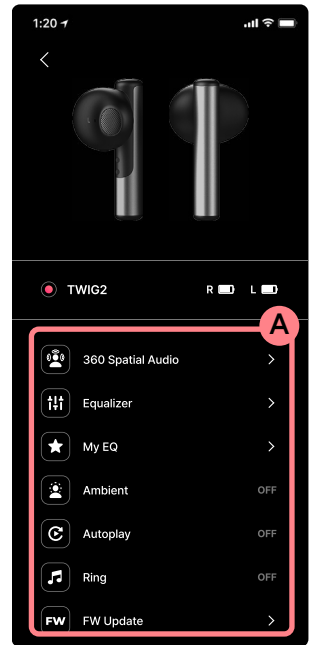 1:20
TWIG2 R L
A
360 Spatial Audio
Equalizer
My EQ
Ambient OFF
Autoplay OFF
Ring OFF
FW FW Update